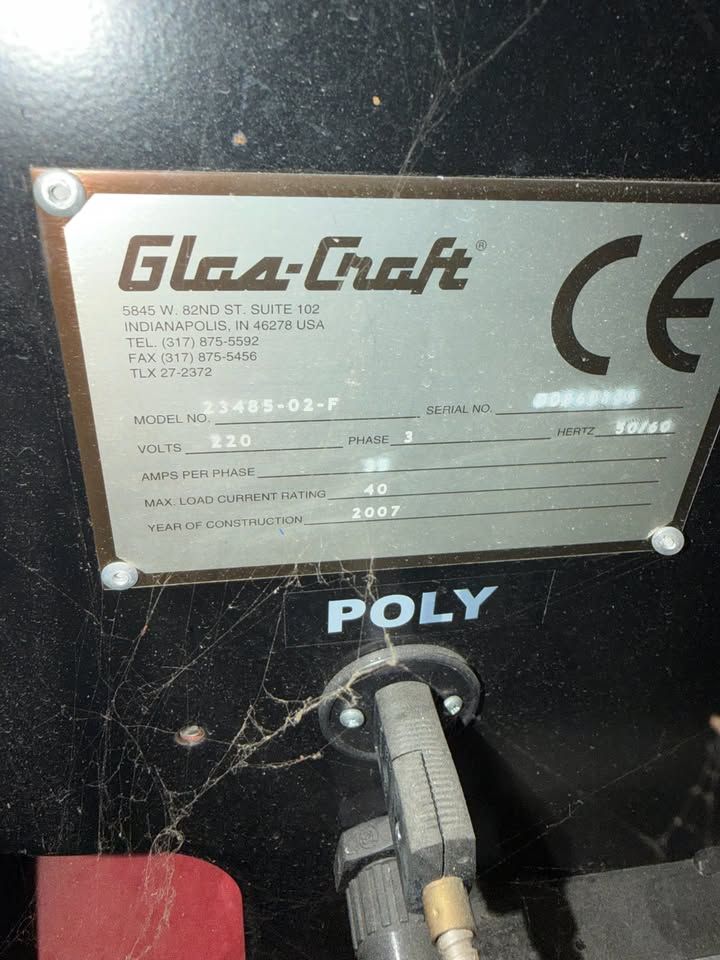 Glas-Craft®
5845 W. 82ND ST. SUITE 102
INDIANAPOLIS, IN 46278 USA
TEL. (317) 875-5592
FAX (317) 875-5456
TLX 27-2372
CE
MODEL NO. 23485-02-F SERIAL NO.
VOLTS 220 PHASE 3 HERTZ 50/60
AMPS PER PHASE
MAX. LOAD CURRENT RATING 40
YEAR OF CONSTRUCTION 2007
POLY